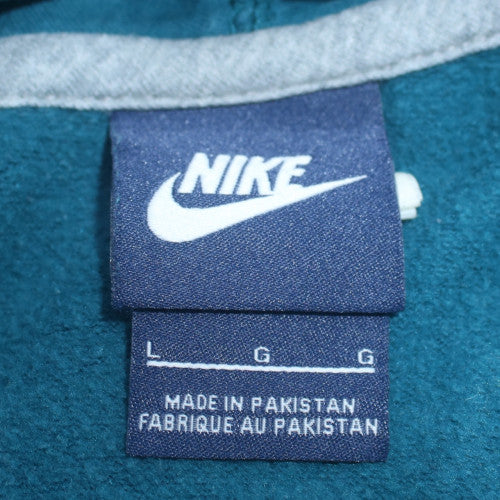 NIKE
L G G
MADE IN PAKISTAN
FABRIQUE AU PAKISTAN